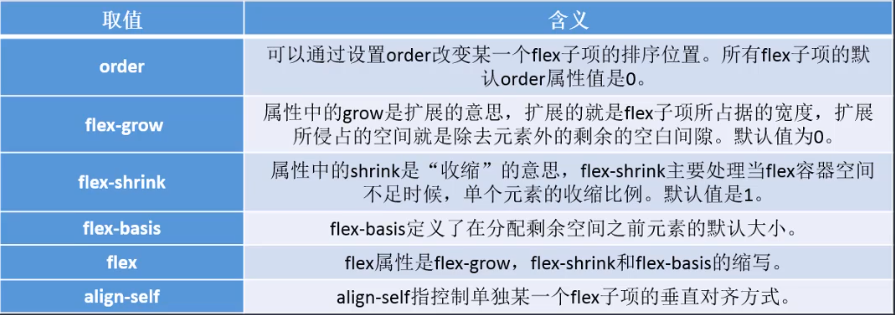 取值
含义
order
可以通过设置order改变某一个flex子项的排序位置。所有flex子项的默
认order属性值是0。
flex-grow
属性中的grow是扩展的意思，扩展的就是flex子项所占据的宽度，扩展
所侵占的空间就是除去元素外的剩余的空白间隙。默认值为0。
flex-shrink
属性中的shrink是“收缩”的意思，flex-shrink主要处理当flex容器空间
不足时候，单个元素的收缩比例。默认值是1。
flex-basis
flex-basis定义了在分配剩余空间之前元素的默认大小。
flex
flex属性是flex-grow，flex-shrink和flex-basis的缩写。
align-self
align-self指控制单独某一个flex子项的垂直对齐方式。